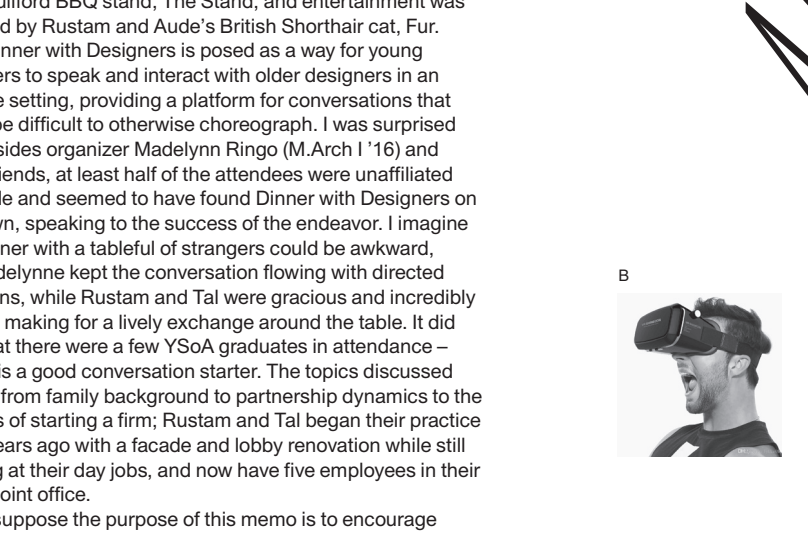 uilford BBQ stand, The Stand, and entertainment was
d by Rustam and Aude’s British Shorthair cat, Fur.
nner with Designers is posed as a way for young
ers to speak and interact with older designers in an
e setting, providing a platform for conversations that
be difficult to otherwise choreograph. I was surprised
sides organizer Madelynn Ringo (M.Arch I ’16) and
iends, at least half of the attendees were unaffiliated
le and seemed to have found Dinner with Designers on
wn, speaking to the success of the endeavor. I imagine
ner with a tableful of strangers could be awkward,
delynne kept the conversation flowing with directed
ns, while Rustam and Tal were gracious and incredibly
making for a lively exchange around the table. It did
at there were a few YSoA graduates in attendance –
is a good conversation starter. The topics discussed
from family background to partnership dynamics to the
s of starting a firm; Rustam and Tal began their practice
ears ago with a facade and lobby renovation while still
g at their day jobs, and now have five employees in their
oint office.
suppose the purpose of this memo is to encourage
B